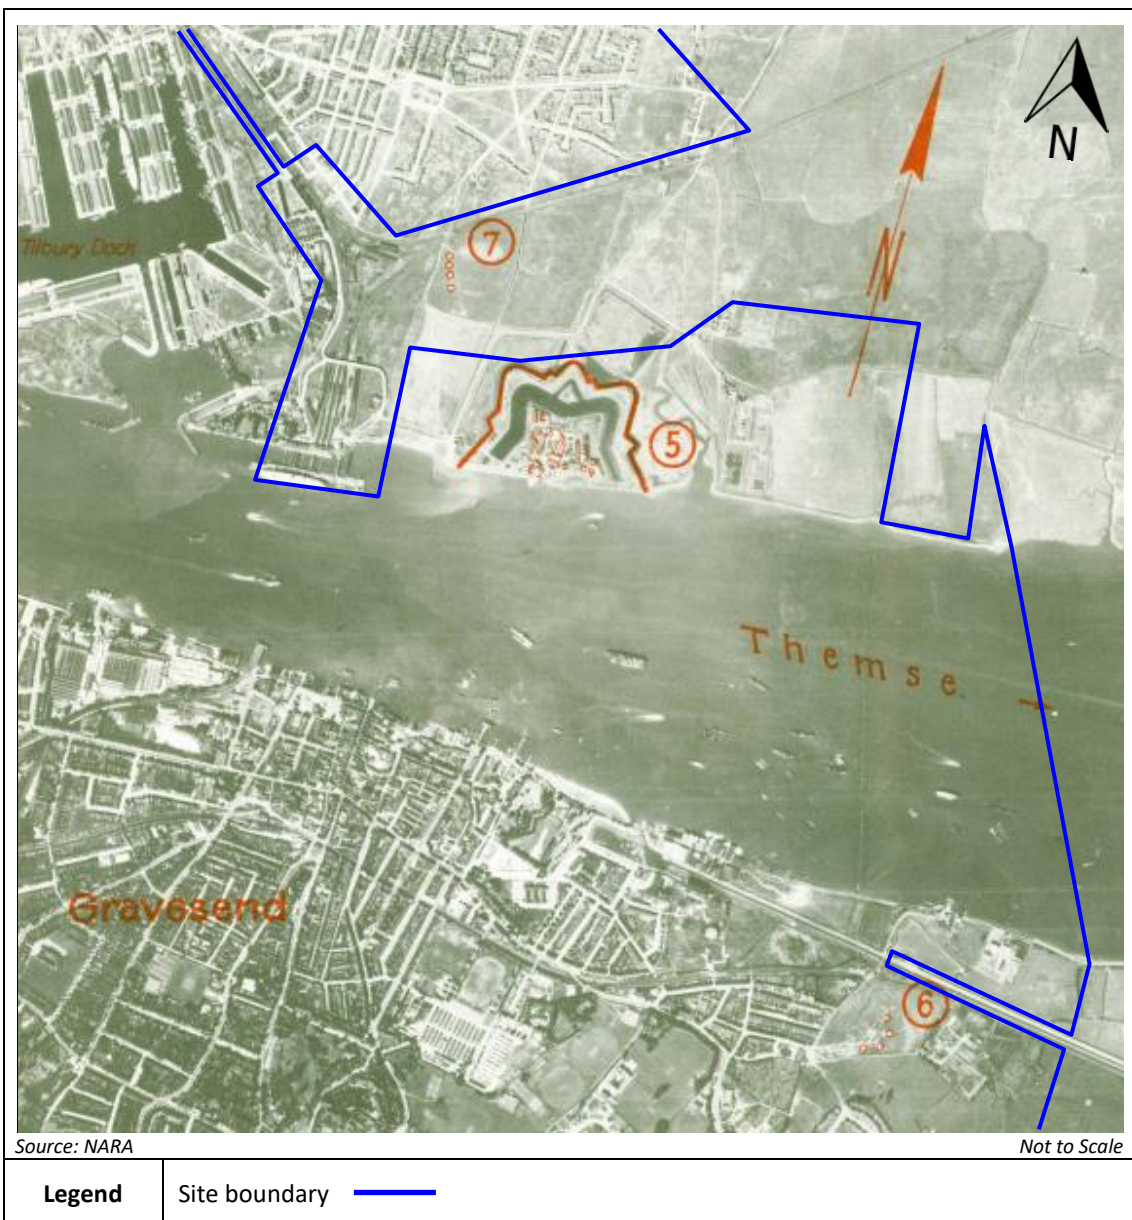 N
Tilbury Dock
7
N
5
Themse.
Gravesend
6
Source: NARA
Not to Scale
Legend
Site boundary